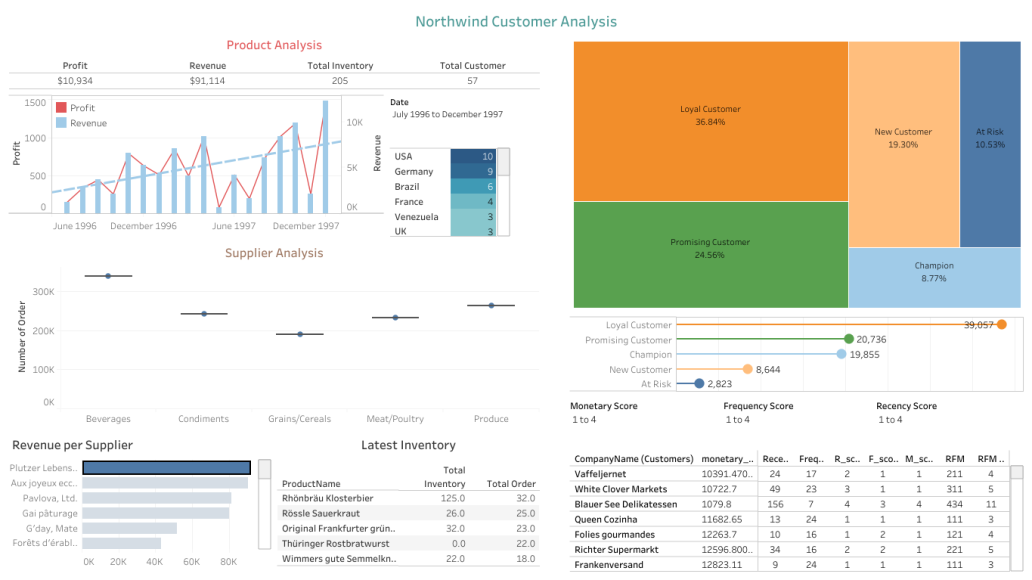 Northwind Customer Analysis
Product Analysis
Profit Revenue Total Inventory Total Customer
$10,934 $91,114 205 57
1500
1000
500
0
Profit
Profit
Revenue
10K
5K
0K
Revenue
June 1996 December 1996 June 1997 December 1997
Date
July 1996 to December 1997
USA 10
Germany 9
Brazil 6
France 4
Venezuela 3
UK 3
Supplier Analysis
Number of Order
300K
200K
100K
0K
Beverages Condiments Grains/Cereals Meat/Poultry Produce
Revenue per Supplier
Plutzer Lebens..
Aux joyeux ecc..
Pavlova, Ltd.
Gai pâturage
G'day, Mate
Forêts d'érabl..
0K 20K 40K 60K 80K
Latest Inventory
ProductName Total Inventory Total Order
Rhönbräu Klosterbier 125.0 32.0
Rössle Sauerkraut 26.0 25.0
Original Frankfurter grün.. 32.0 23.0
Thüringer Rostbratwurst 0.0 22.0
Wimmers gute Semmelkn.. 22.0 18.0
Loyal Customer
36.84%
Promising Customer
24.56%
New Customer
19.30%
At Risk
10.53%
Champion
8.77%
Loyal Customer 39,057
Promising Customer 20,736
Champion 19,855
New Customer 8,644
At Risk 2,823
Monetary Score Frequency Score Recency Score
1 to 4 1 to 4 1 to 4
CompanyName (Customers) monetary_.. Rece.. Freq.. R_sc.. F_sco.. M_sc.. RFM RFM ..
Vaffeljernet 10391.470.. 24 17 2 1 1 211 4
White Clover Markets 10722.7 49 23 3 1 1 311 5
Blauer See Delikatessen 1079.8 156 7 4 3 4 434 11
Queen Cozinha 11682.65 13 24 1 1 1 111 3
Folies gourmandes 12263.7 10 16 1 2 1 121 4
Richter Supermarkt 12596.800.. 34 16 2 2 1 221 5
Frankenversand 12823.11 9 24 1 1 1 111 3